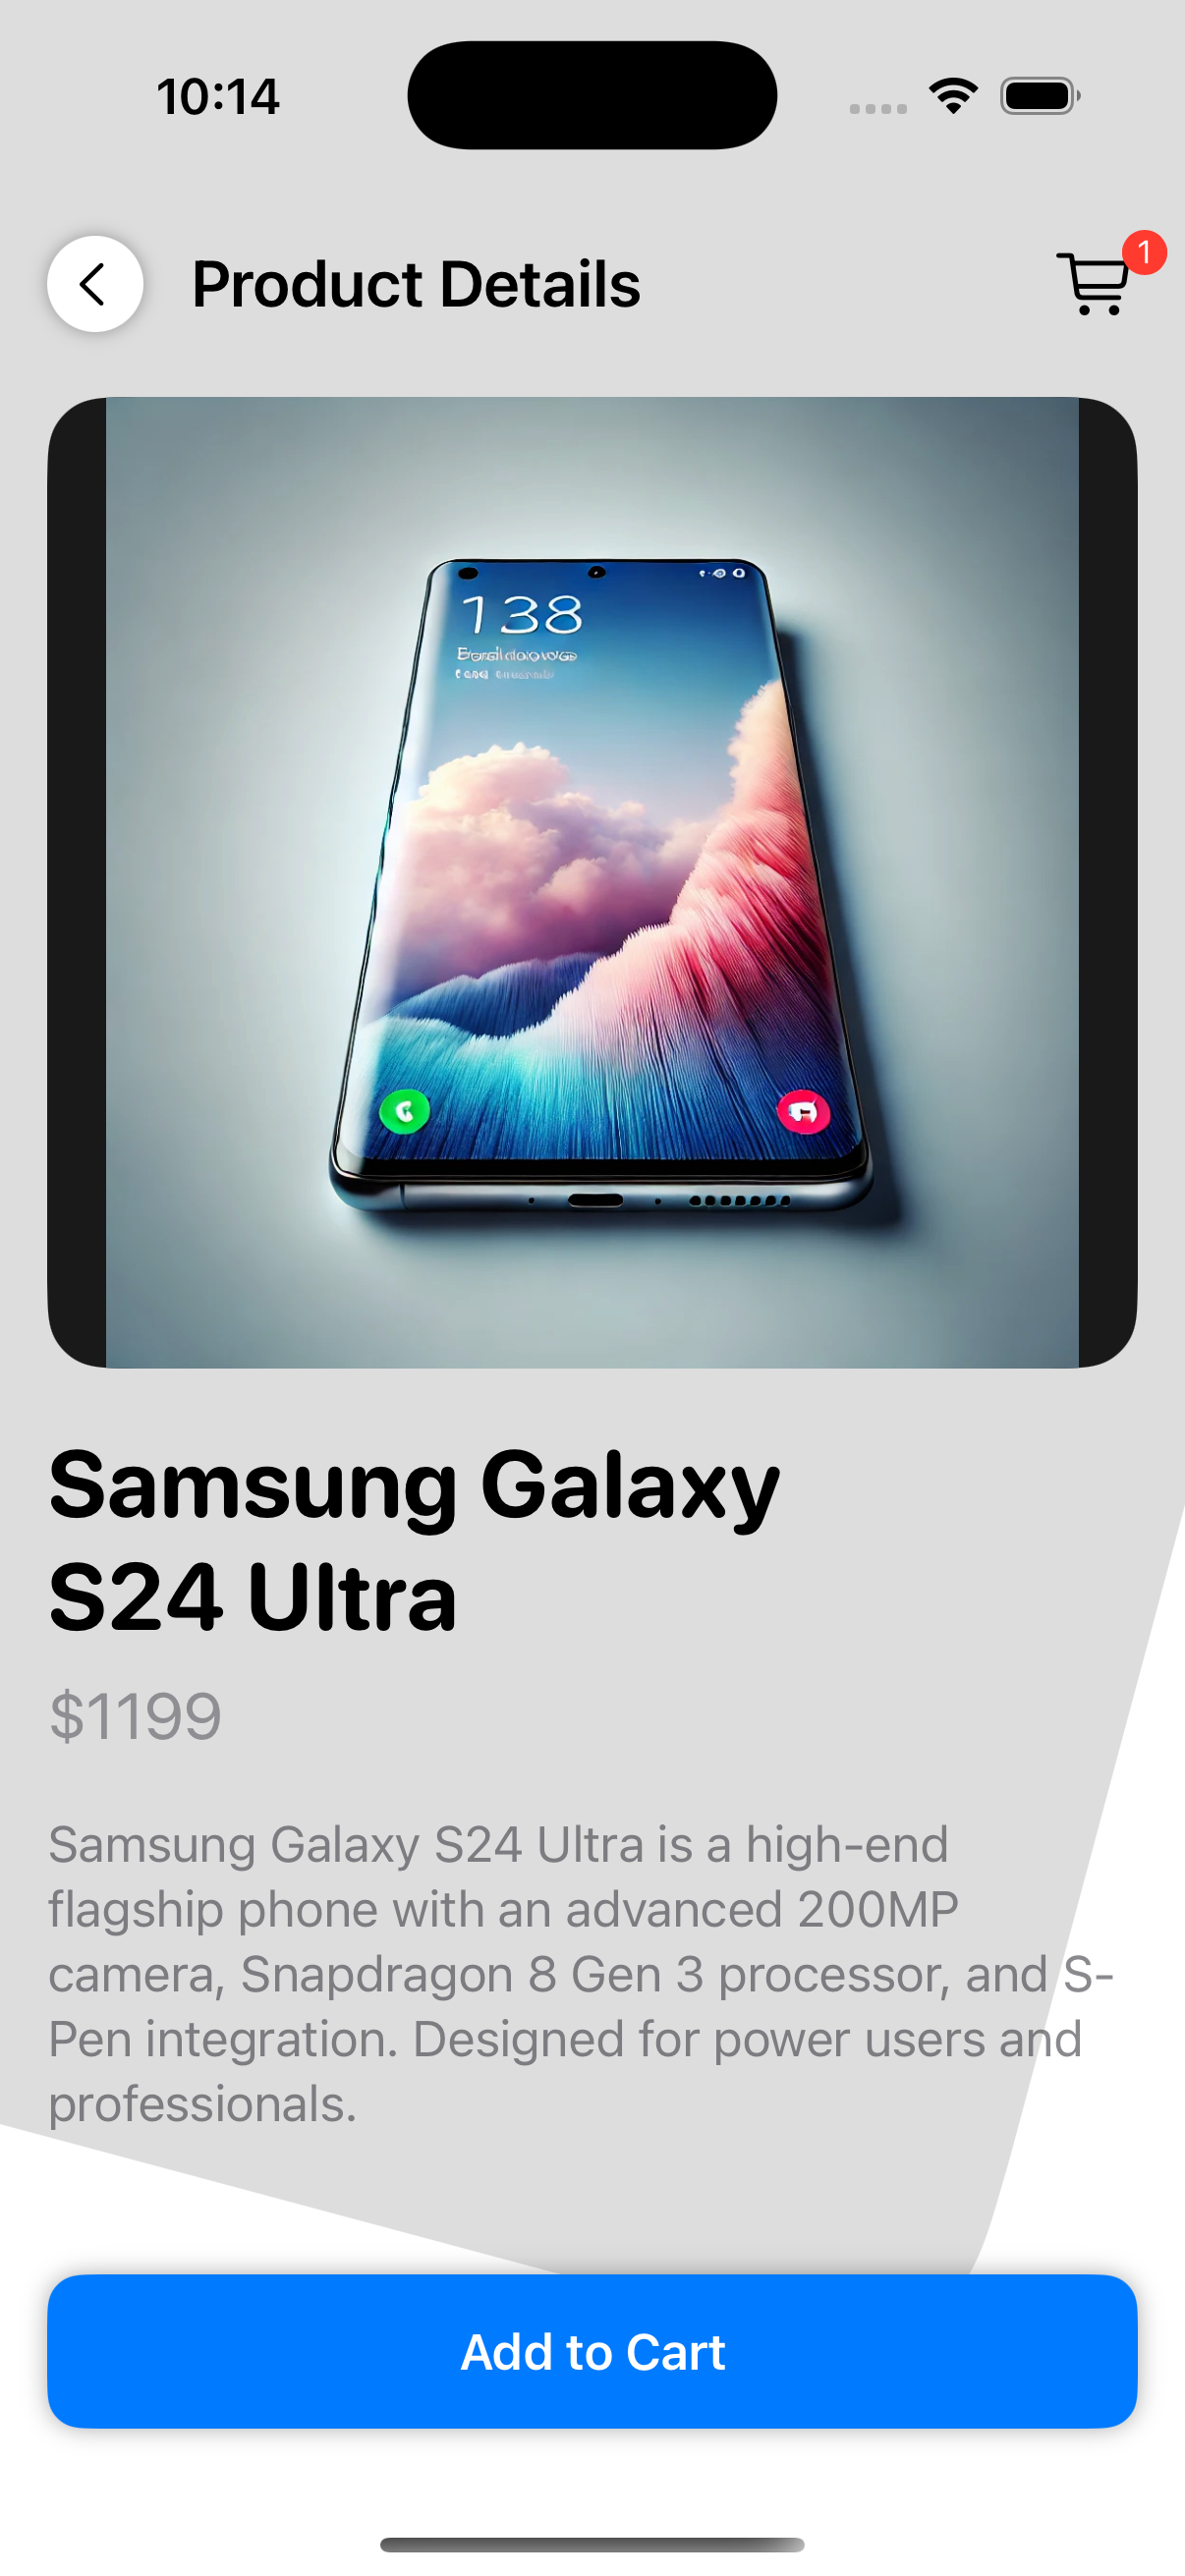 10:14
Product Details
1
138
Samsung Galaxy
S24 Ultra
$1199
Samsung Galaxy S24 Ultra is a high-end
flagship phone with an advanced 200MP
camera, Snapdragon 8 Gen 3 processor, and S-
Pen integration. Designed for power users and
professionals.
Add to Cart